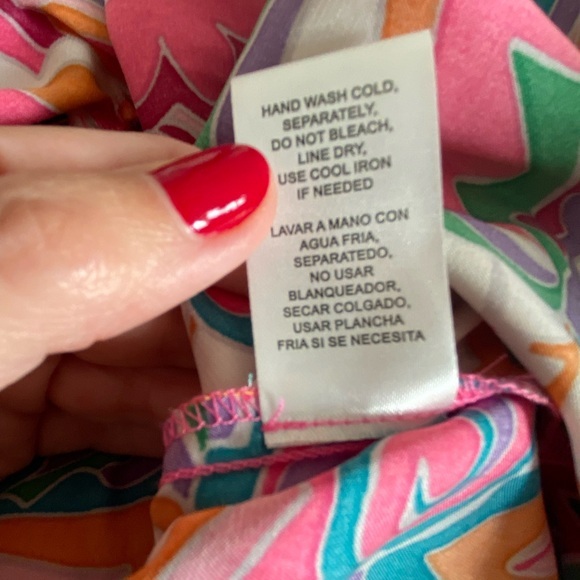 HAND WASH COLD,
SEPARATELY,
DO NOT BLEACH,
LINE DRY,
USE COOL IRON
IF NEEDED
LAVAR A MANO CON
AGUA FRIA,
SEPARATEDO,
NO USAR
BLANQUEADOR,
SECAR COLGADO,
USAR PLANCHA
FRIA SI SE NECESITA